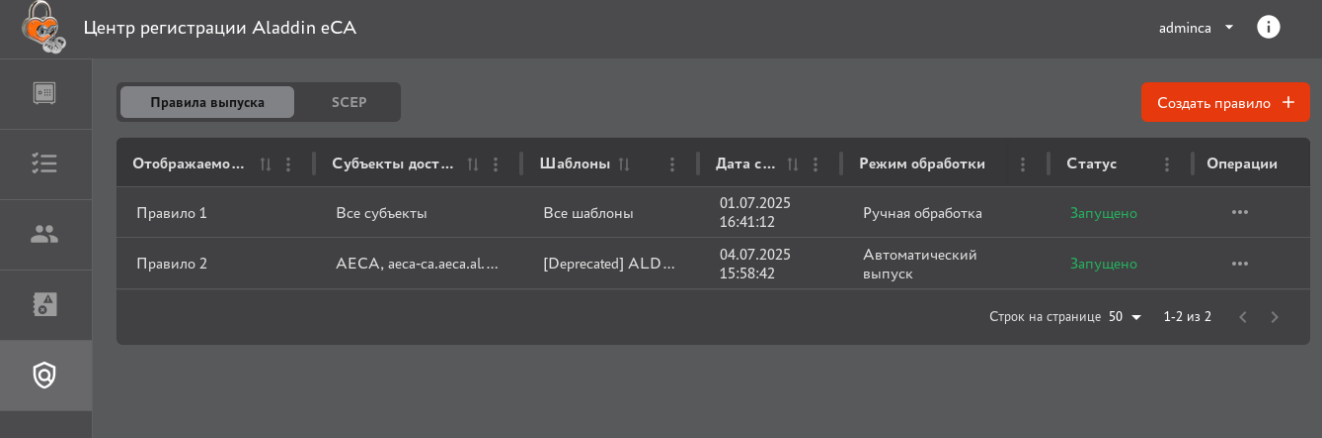 Центр регистрации Aladdin eCA
adminca
Правила выпуска SCEP
Создать правило +
Отображаемо... Субъекты дост... Шаблоны Дата с... Режим обработки Статус Операции
Правило 1 Все субъекты Все шаблоны 01.07.2025 16:41:12 Ручная обработка Запущено
Правило 2 AECA, aeca-ca.aeca.al... [Deprecated] ALD... 04.07.2025 15:58:42 Автоматический выпуск Запущено
Строк на странице 50 1-2 из 2